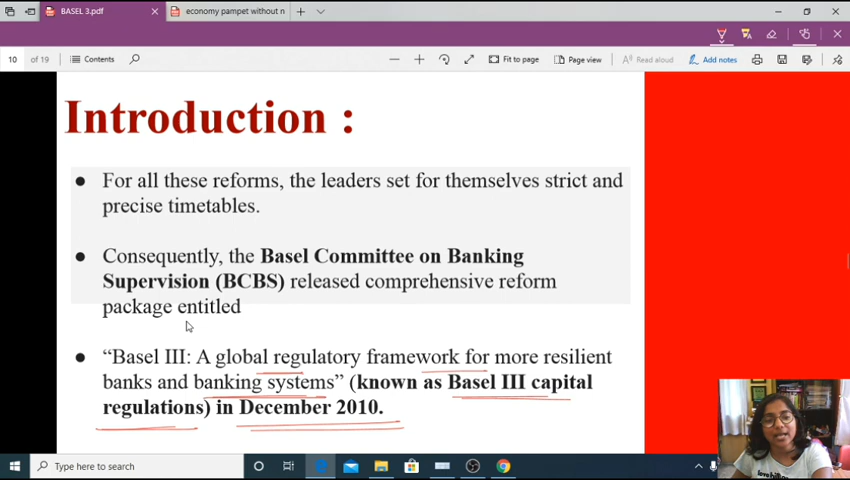 BASEL 3.pdf
economy pampet without n
10 of 19
Contents
Fit to page
Page view
Read aloud
Add notes
Introduction :
● For all these reforms, the leaders set for themselves strict and
precise timetables.
● Consequently, the Basel Committee on Banking
Supervision (BCBS) released comprehensive reform
package entitled
● “Basel III: A global regulatory framework for more resilient
banks and banking systems” (known as Basel III capital
regulations) in December 2010.
Type here to search